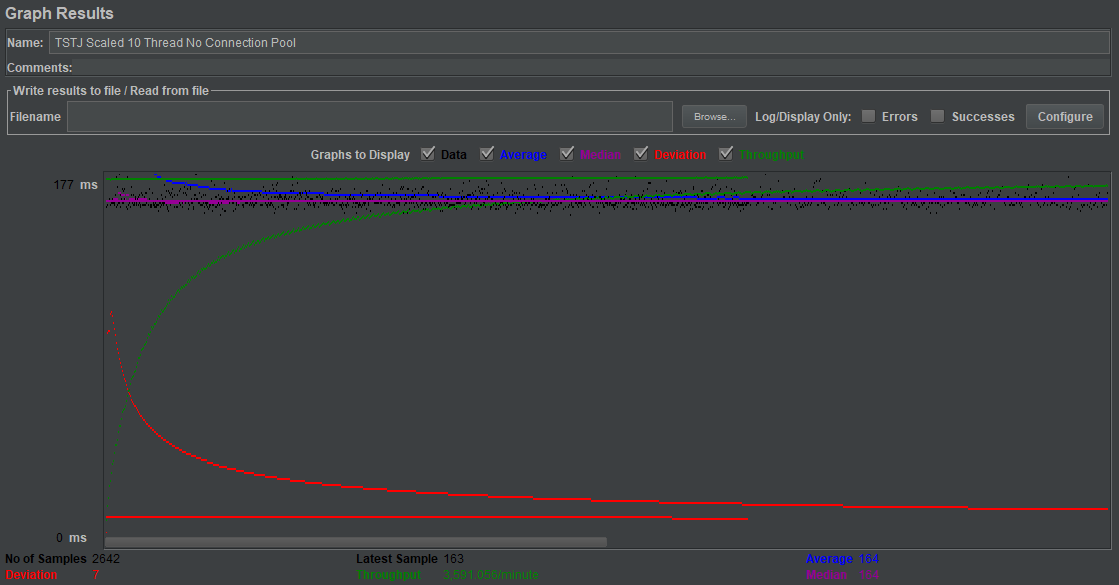 Graph Results
Name: TSTJ Scaled 10 Thread No Connection Pool
Comments:
Write results to file / Read from file
Filename Browse... Log/Display Only: Errors Successes Configure
Graphs to Display Data Average Median Deviation Throughput
177 ms
0 ms
No of Samples 2642 Latest Sample 163 Average 164
Deviation 7 Throughput 3,591.055/minute Median 164